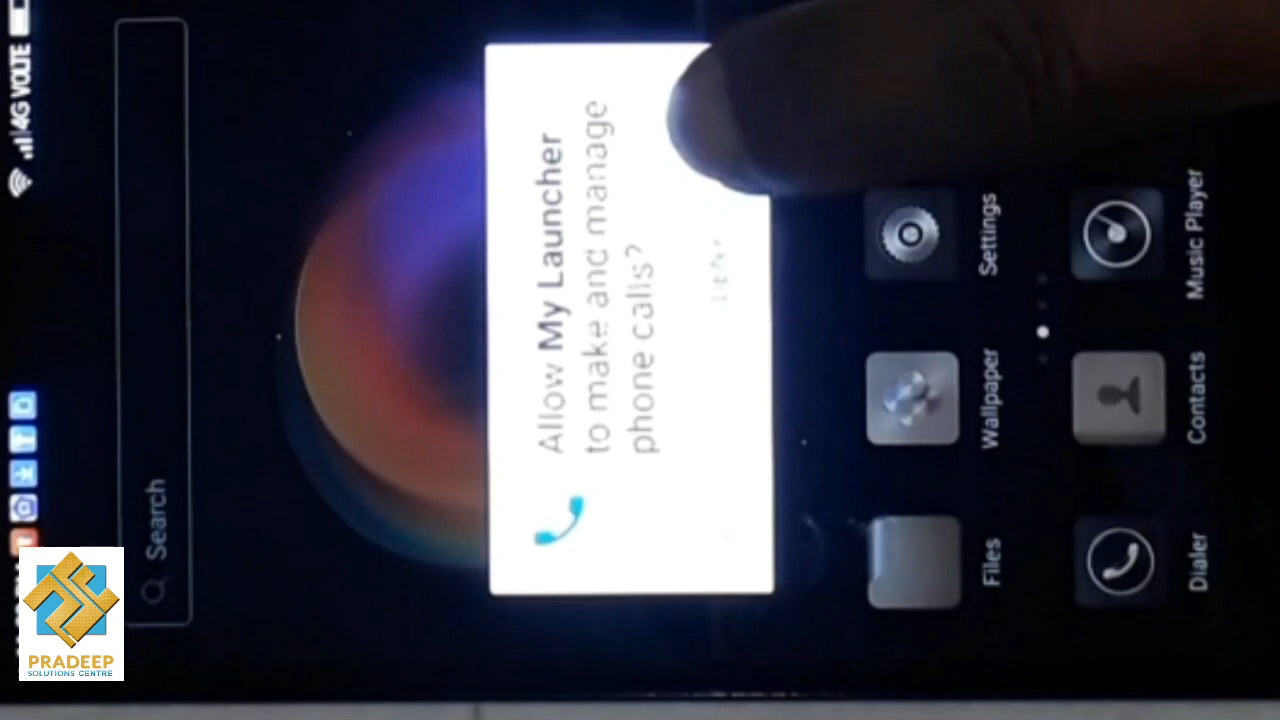 4G VOLTE
Search
Allow My Launcher
to make and manage
phone calls?
Files
Wallpaper
Settings
Dialer
Contacts
Music Player
PRADEEP
SOLUTIONS CENTRE